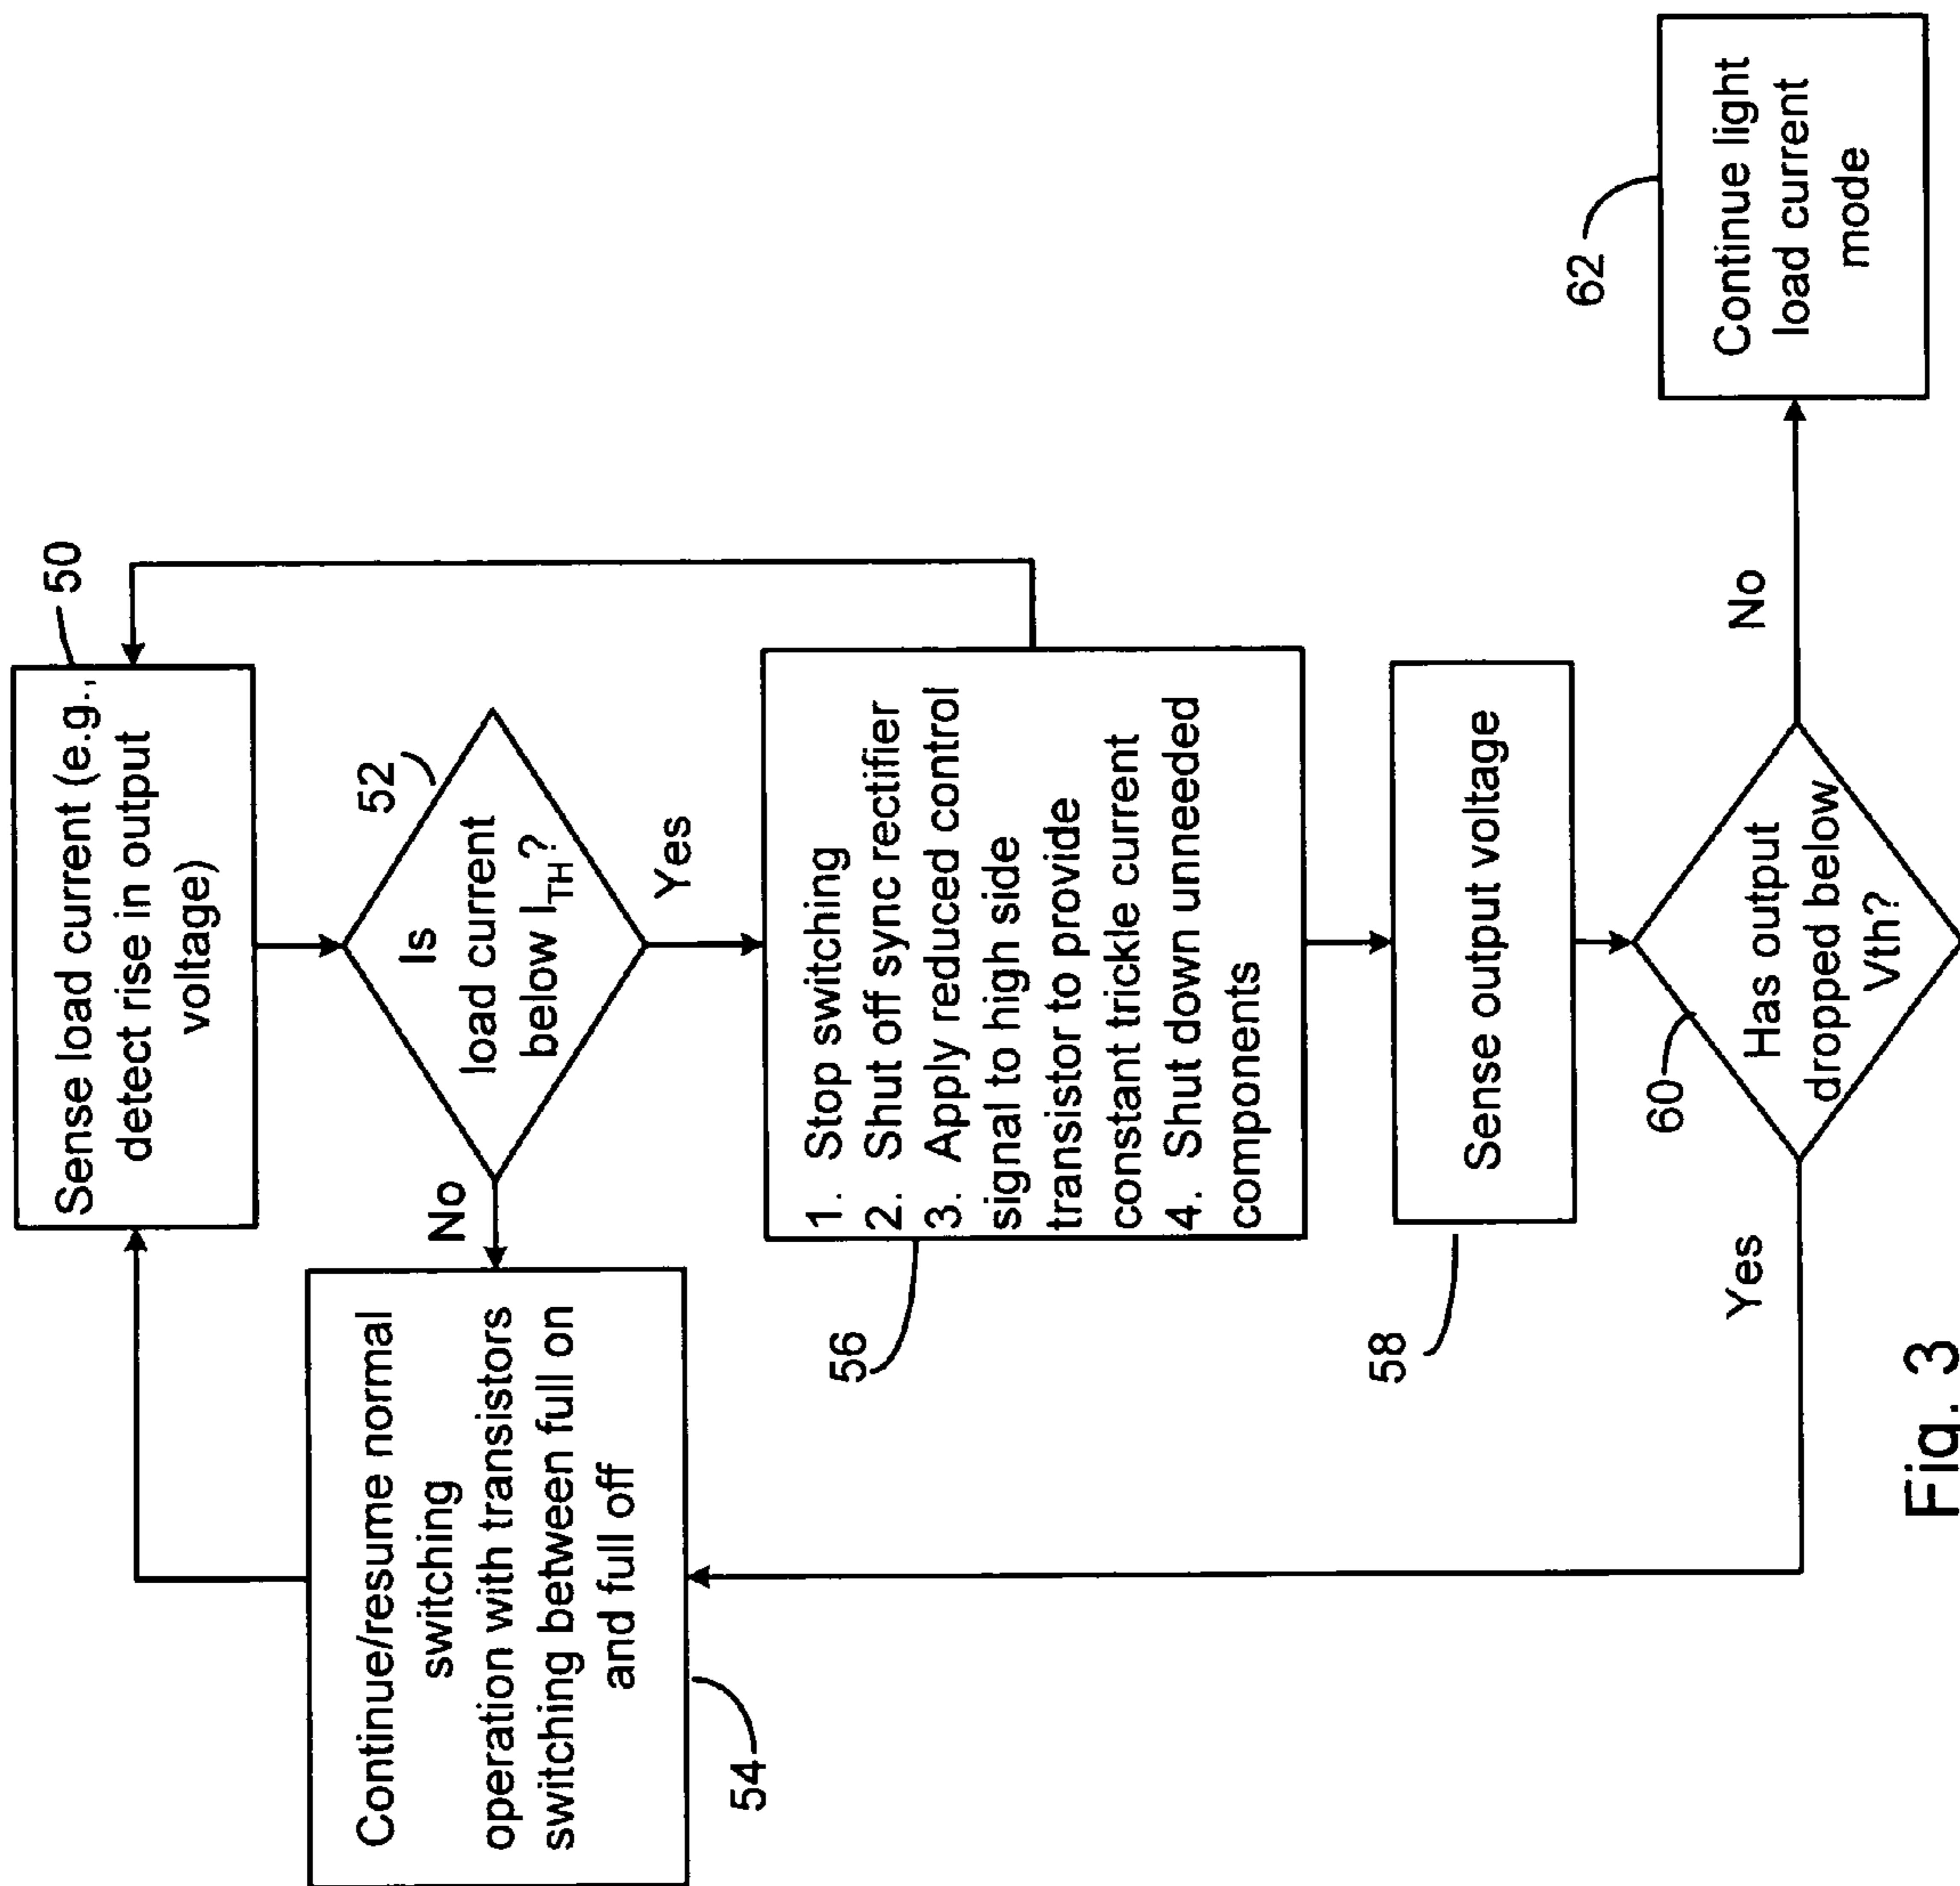 50
Sense load current (e.g.,
detect rise in output
voltage)
52
Is
load current
below I_TH?
No
Yes
Continue/resume normal
switching
operation with transistors
switching between full on
and full off
54
1. Stop switching
2. Shut off sync rectifier
3. Apply reduced control
signal to high side
transistor to provide
constant trickle current
4. Shut down unneeded
components
56
Sense output voltage
58
60
Has output
dropped below
Vth?
Yes
No
62
Continue light
load current
mode
Fig. 3